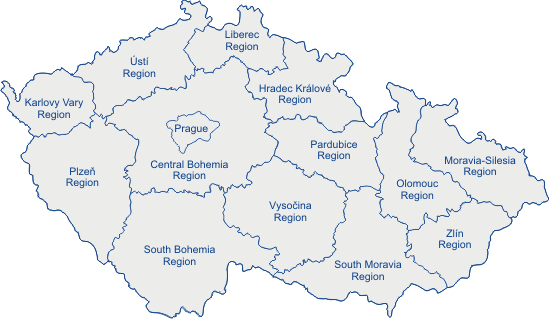 Liberec
Region
Ústí
Region
Karlovy Vary
Region
Hradec Králové
Region
Prague
Pardubice
Region
Central Bohemia
Region
Moravia-Silesia
Region
Plzeň
Region
Olomouc
Region
Vysočina
Region
Zlín
Region
South Bohemia
Region
South Moravia
Region